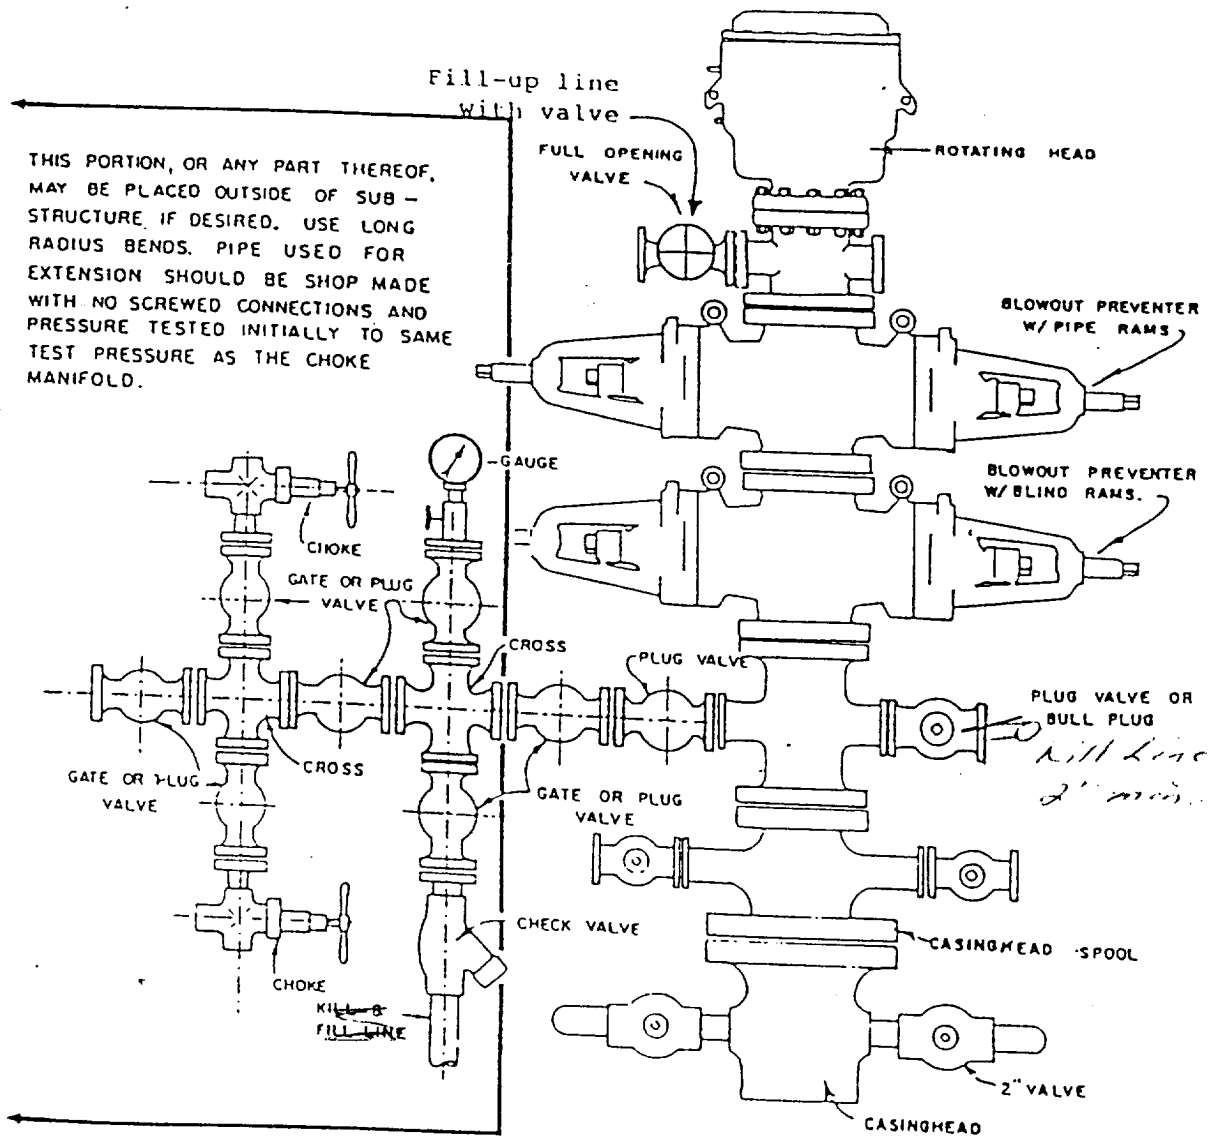 Fill-up line
with valve
FULL OPENING
VALVE
ROTATING HEAD
THIS PORTION, OR ANY PART THEREOF,
MAY BE PLACED OUTSIDE OF SUB-
STRUCTURE IF DESIRED. USE LONG
RADIUS BENDS. PIPE USED FOR
EXTENSION SHOULD BE SHOP MADE
WITH NO SCREWED CONNECTIONS AND
PRESSURE TESTED INITIALLY TO SAME
TEST PRESSURE AS THE CHOKE
MANIFOLD.
BLOWOUT PREVENTER
W/ PIPE RAMS
GAUGE
BLOWOUT PREVENTER
W/BLIND RAMS.
CHOKE
GATE OR PLUG
VALVE
CROSS
PLUG VALVE
PLUG VALVE OR
BULL PLUG
Kill Line
2" min.
CROSS
GATE OR PLUG
VALVE
GATE OR PLUG
VALVE
CHECK VALVE
CASINGHEAD SPOOL
CHOKE
KILL &
FILL LINE
2" VALVE
CASINGHEAD